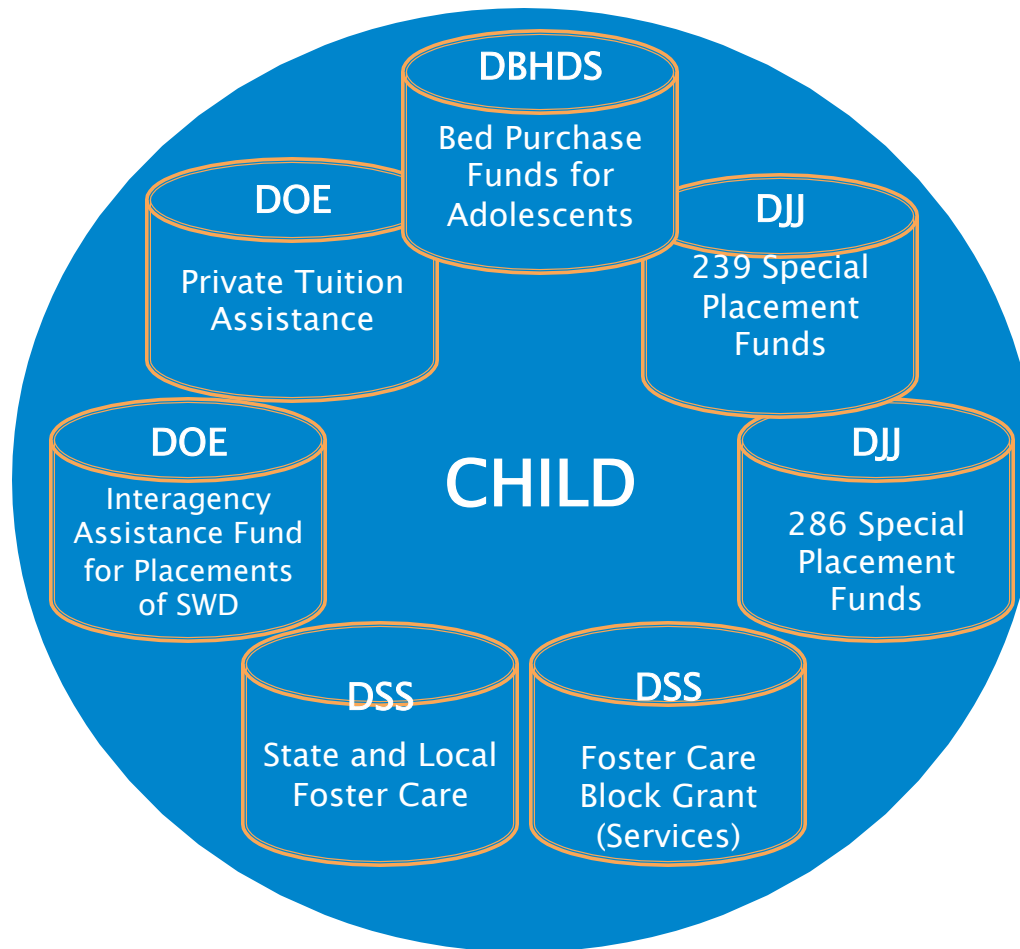 DBHDS
Bed Purchase
Funds for
Adolescents
DOE
Private Tuition
Assistance
DJJ
239 Special
Placement
Funds
DOE
Interagency
Assistance Fund
for Placements
of SWD
CHILD
DJJ
286 Special
Placement
Funds
DSS
State and Local
Foster Care
DSS
Foster Care
Block Grant
(Services)